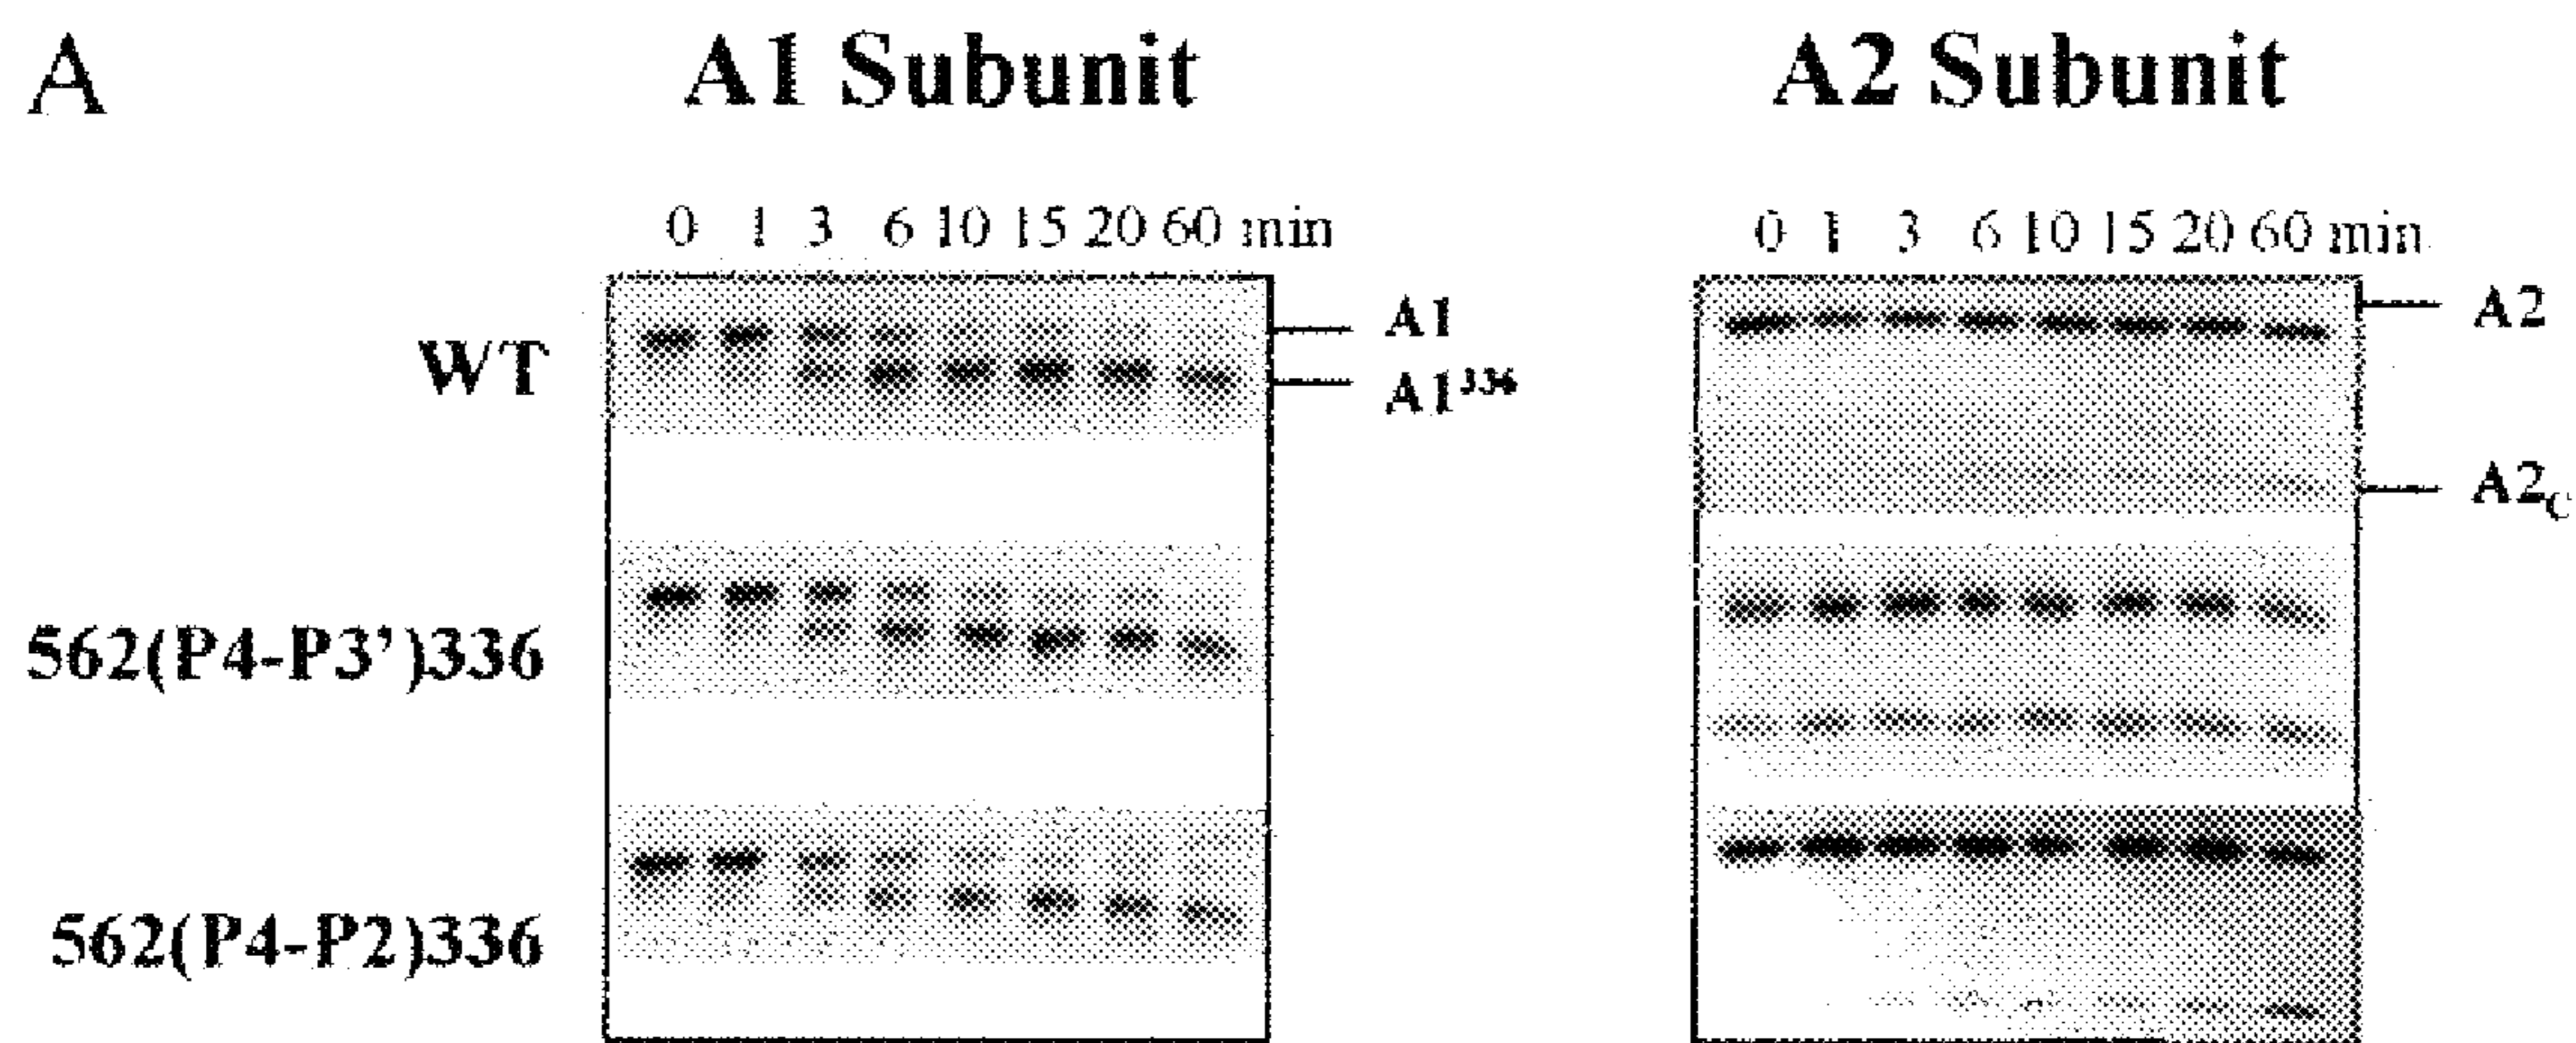 A
A1 Subunit
A2 Subunit
0 1 3 6 10 15 20 60 min
0 1 3 6 10 15 20 60 min
WT
A1
A1³³⁶
A2
A2C
562(P4-P3')336
562(P4-P2)336